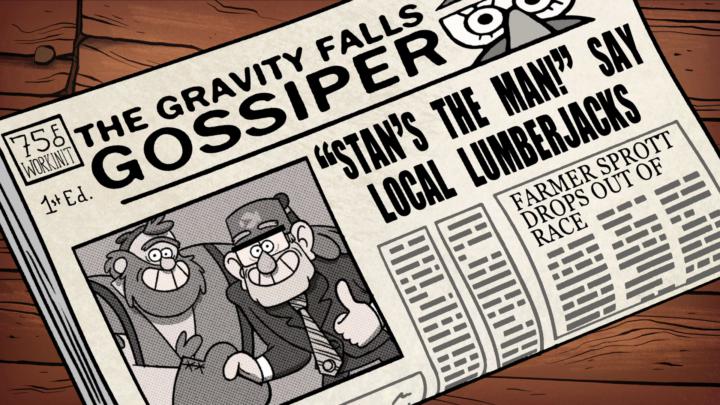 THE GRAVITY FALLS
GOSSIPER
75¢
WORKIN'IT
1st Ed.
"STAN'S THE MAN!" SAY
LOCAL LUMBERJACKS
FARMER SPROTT
DROPS OUT OF
RACE